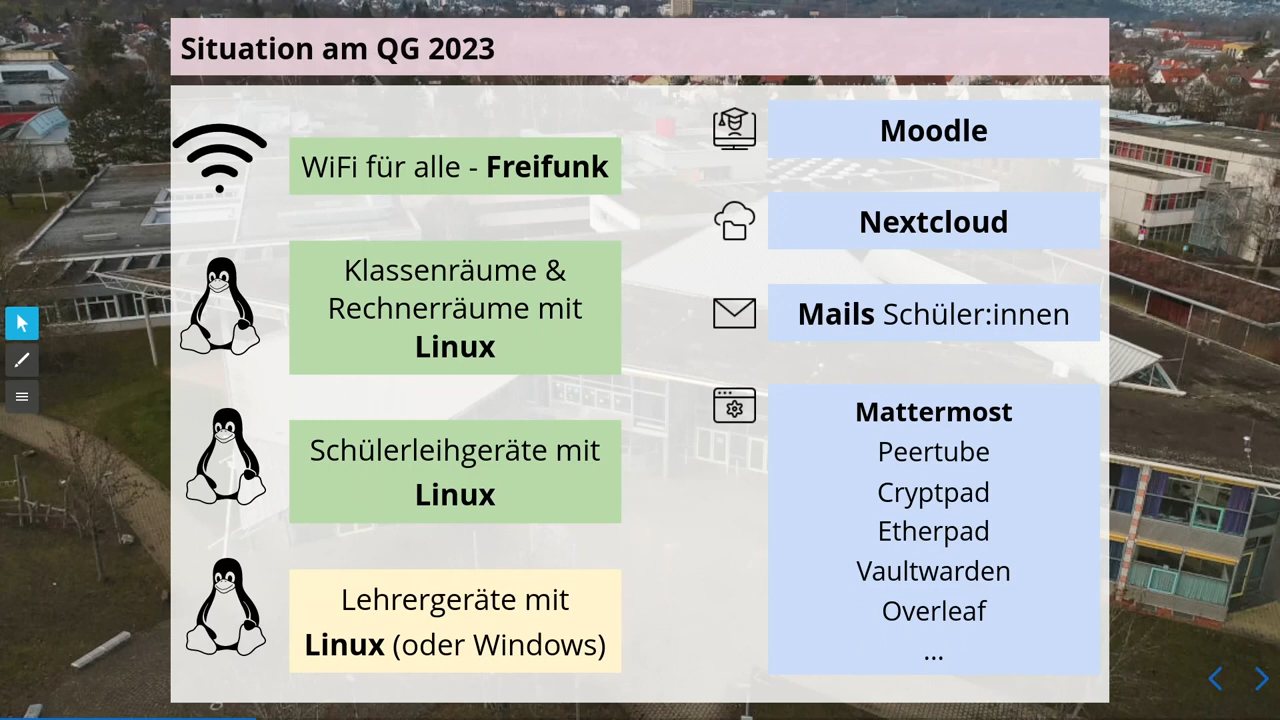 Situation am QG 2023
WiFi für alle - Freifunk
Klassenräume &
Rechnerräume mit
Linux
Schülerleihgeräte mit
Linux
Lehrergeräte mit
Linux (oder Windows)
Moodle
Nextcloud
Mails Schüler:innen
Mattermost
Peertube
Cryptpad
Etherpad
Vaultwarden
Overleaf
...